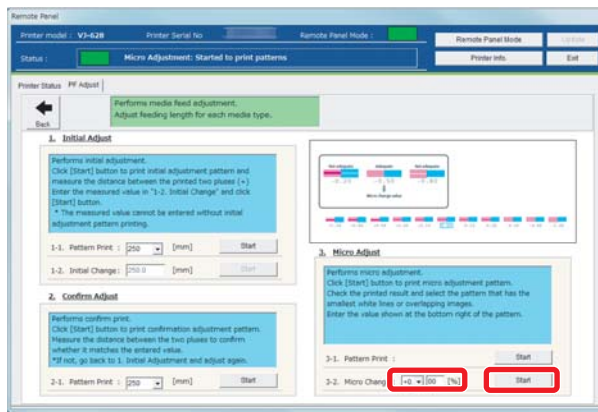 Remote Panel
Printer model : VJ-628 Printer Serial No Remote Panel Mode : Remote Panel Mode
Status : Micro Adjustment: Started to print patterns Printer Info. Exit
Printer Status PF Adjust
Back
Performs media feed adjustment.
Adjust feeding length for each media type.
1. Initial Adjust
Performs initial adjustment.
Click [Start] button to print initial adjustment pattern and
measure the distance between the printed two pluses (+)
Enter the measured value in "1-2. Initial Change" and click
[Start] button.
* The measured value cannot be entered without initial
adjustment pattern printing.
1-1. Pattern Print : 250 [mm] Start
1-2. Initial Change: 250.0 [mm] Start
2. Confirm Adjust
Performs confirm print.
Click [Start] button to print confirmation adjustment pattern.
Measure the distance between the two pluses to confirm
whether it matches the entered value.
*If not, go back to 1. Initial Adjustment and adjust again.
2-1. Pattern Print : 250 [mm] Start
Not adequate Adequate Not adequate
Micro change value
3. Micro Adjust
Performs micro adjustment.
Click [Start] button to print micro adjustment pattern.
Check the printed result and select the pattern that has the
smallest white lines or overlapping images.
Enter the value shown at the bottom right of the pattern.
3-1. Pattern Print : Start
3-2. Micro Chang +0. 00 [%] Start